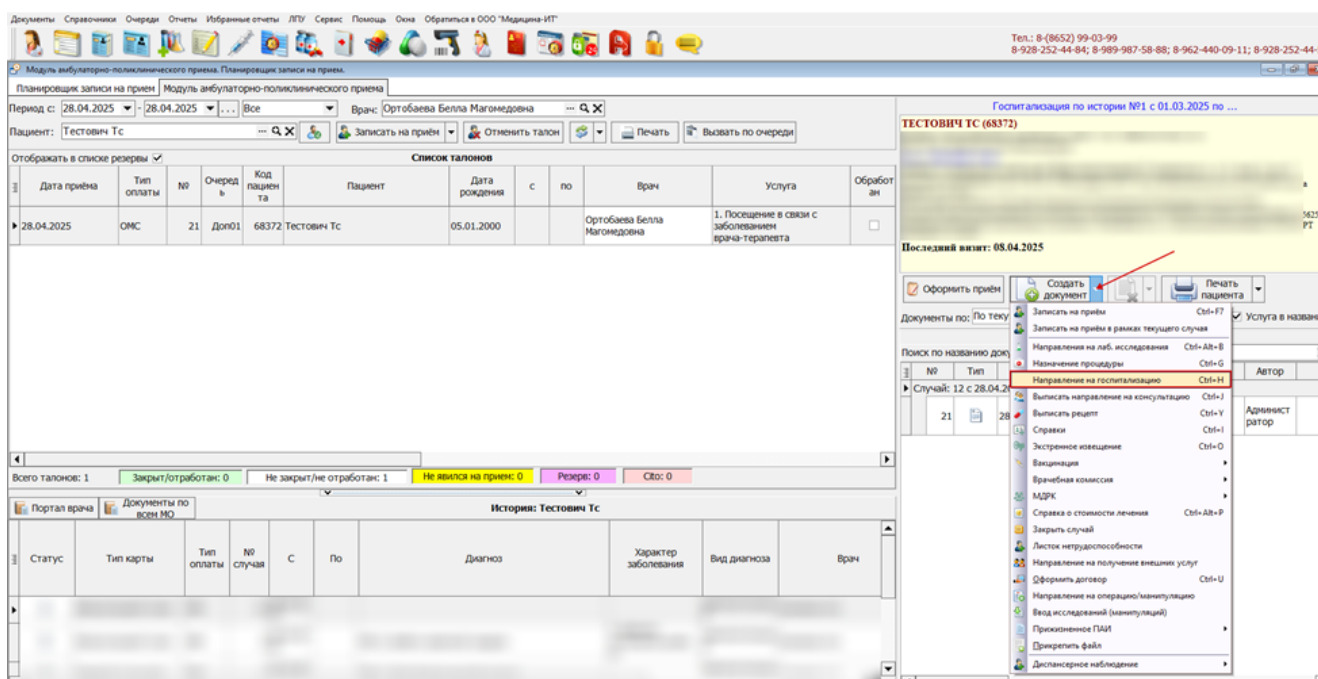 Документы Справочники Очереди Отчеты Избранные отчеты ЛПУ Сервис Помощь Окна Обратиться в ООО "Медицина-ИТ"
Тел.: 8-(8652) 99-03-99
8-928-252-44-84; 8-989-987-58-88; 8-962-440-09-11; 8-928-252-44-
Модуль амбулаторно-поликлинического приема. Планировщик записи на прием.
Планировщик записи на прием Модуль амбулаторно-поликлинического приема
Период с: 28.04.2025 - 28.04.2025 ... Все Врач: Ортобаева Белла Магомедовна
Пациент: Тестович Тс Записать на приём Отменить талон Печать Вызвать по очереди
Отображать в списке резервы Список талонов
Дата приёма Тип оплаты № Очередь Код пациента Пациент Дата рождения с по Врач Услуга Обработан
28.04.2025 ОМС 21 Доп01 68372 Тестович Тс 05.01.2000 Ортобаева Белла Магомедовна 1. Посещение в связи с заболеванием врача-терапевта
Всего талонов: 1 Закрыт/отработан: 0 Не закрыт/не отработан: 1 Не явился на прием: 0 Резерв: 0 Cito: 0
Портал врача Документы по всем МО История: Тестович Тс
Статус Тип карты Тип оплаты № случая С По Диагноз Характер заболевания Вид диагноза Врач
Госпитализация по истории №1 с 01.03.2025 по ...
ТЕСТОВИЧ ТС (68372)
РТ
Последний визит: 08.04.2025
Оформить приём Создать документ Печать пациента
Документы по: По теку Услуга в назван
Поиск по названию док
№ Тип Автор
Случай: 12 с 28.04.2
21 28 Администратор
Записать на приём Ctrl+F7
Записать на приём в рамках текущего случая
Направления на лаб. исследования Ctrl+Alt+B
Назначение процедуры Ctrl+G
Направление на госпитализацию Ctrl+H
Выписать направление на консультацию Ctrl+J
Выписать рецепт Ctrl+Y
Справки Ctrl+I
Экстренное извещение Ctrl+O
Вакцинация
Врачебная комиссия
МДРК
Справка о стоимости лечения Ctrl+Alt+P
Закрыть случай
Листок нетрудоспособности
Направление на получение внешних услуг
Оформить договор Ctrl+U
Направление на операцию/манипуляцию
Ввод исследований (манипуляций)
Прижизненное ПАИ
Прикрепить файл
Диспансерное наблюдение